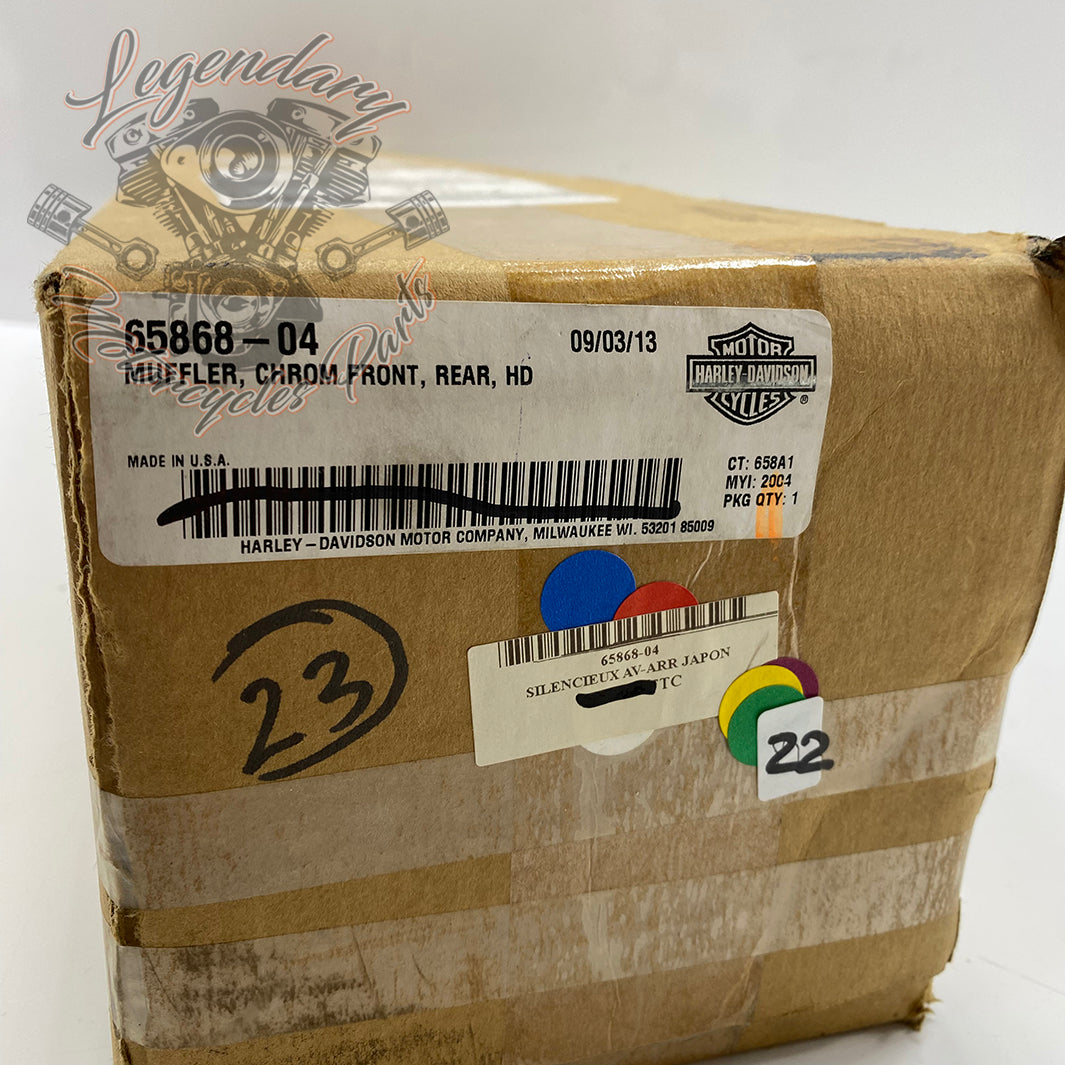 Legendary
Motorcycles Parts
65868-04
09/03/13
MUFFLER, CHROM FRONT, REAR, HD
MOTOR
HARLEY-DAVIDSON
CYCLES
®
MADE IN U.S.A.
CT: 658A1
MYI: 2004
PKG QTY: 1
HARLEY-DAVIDSON MOTOR COMPANY, MILWAUKEE WI. 53201 85009
23
65868-04
SILENCIEUX AV-ARR JAPON
TC
22